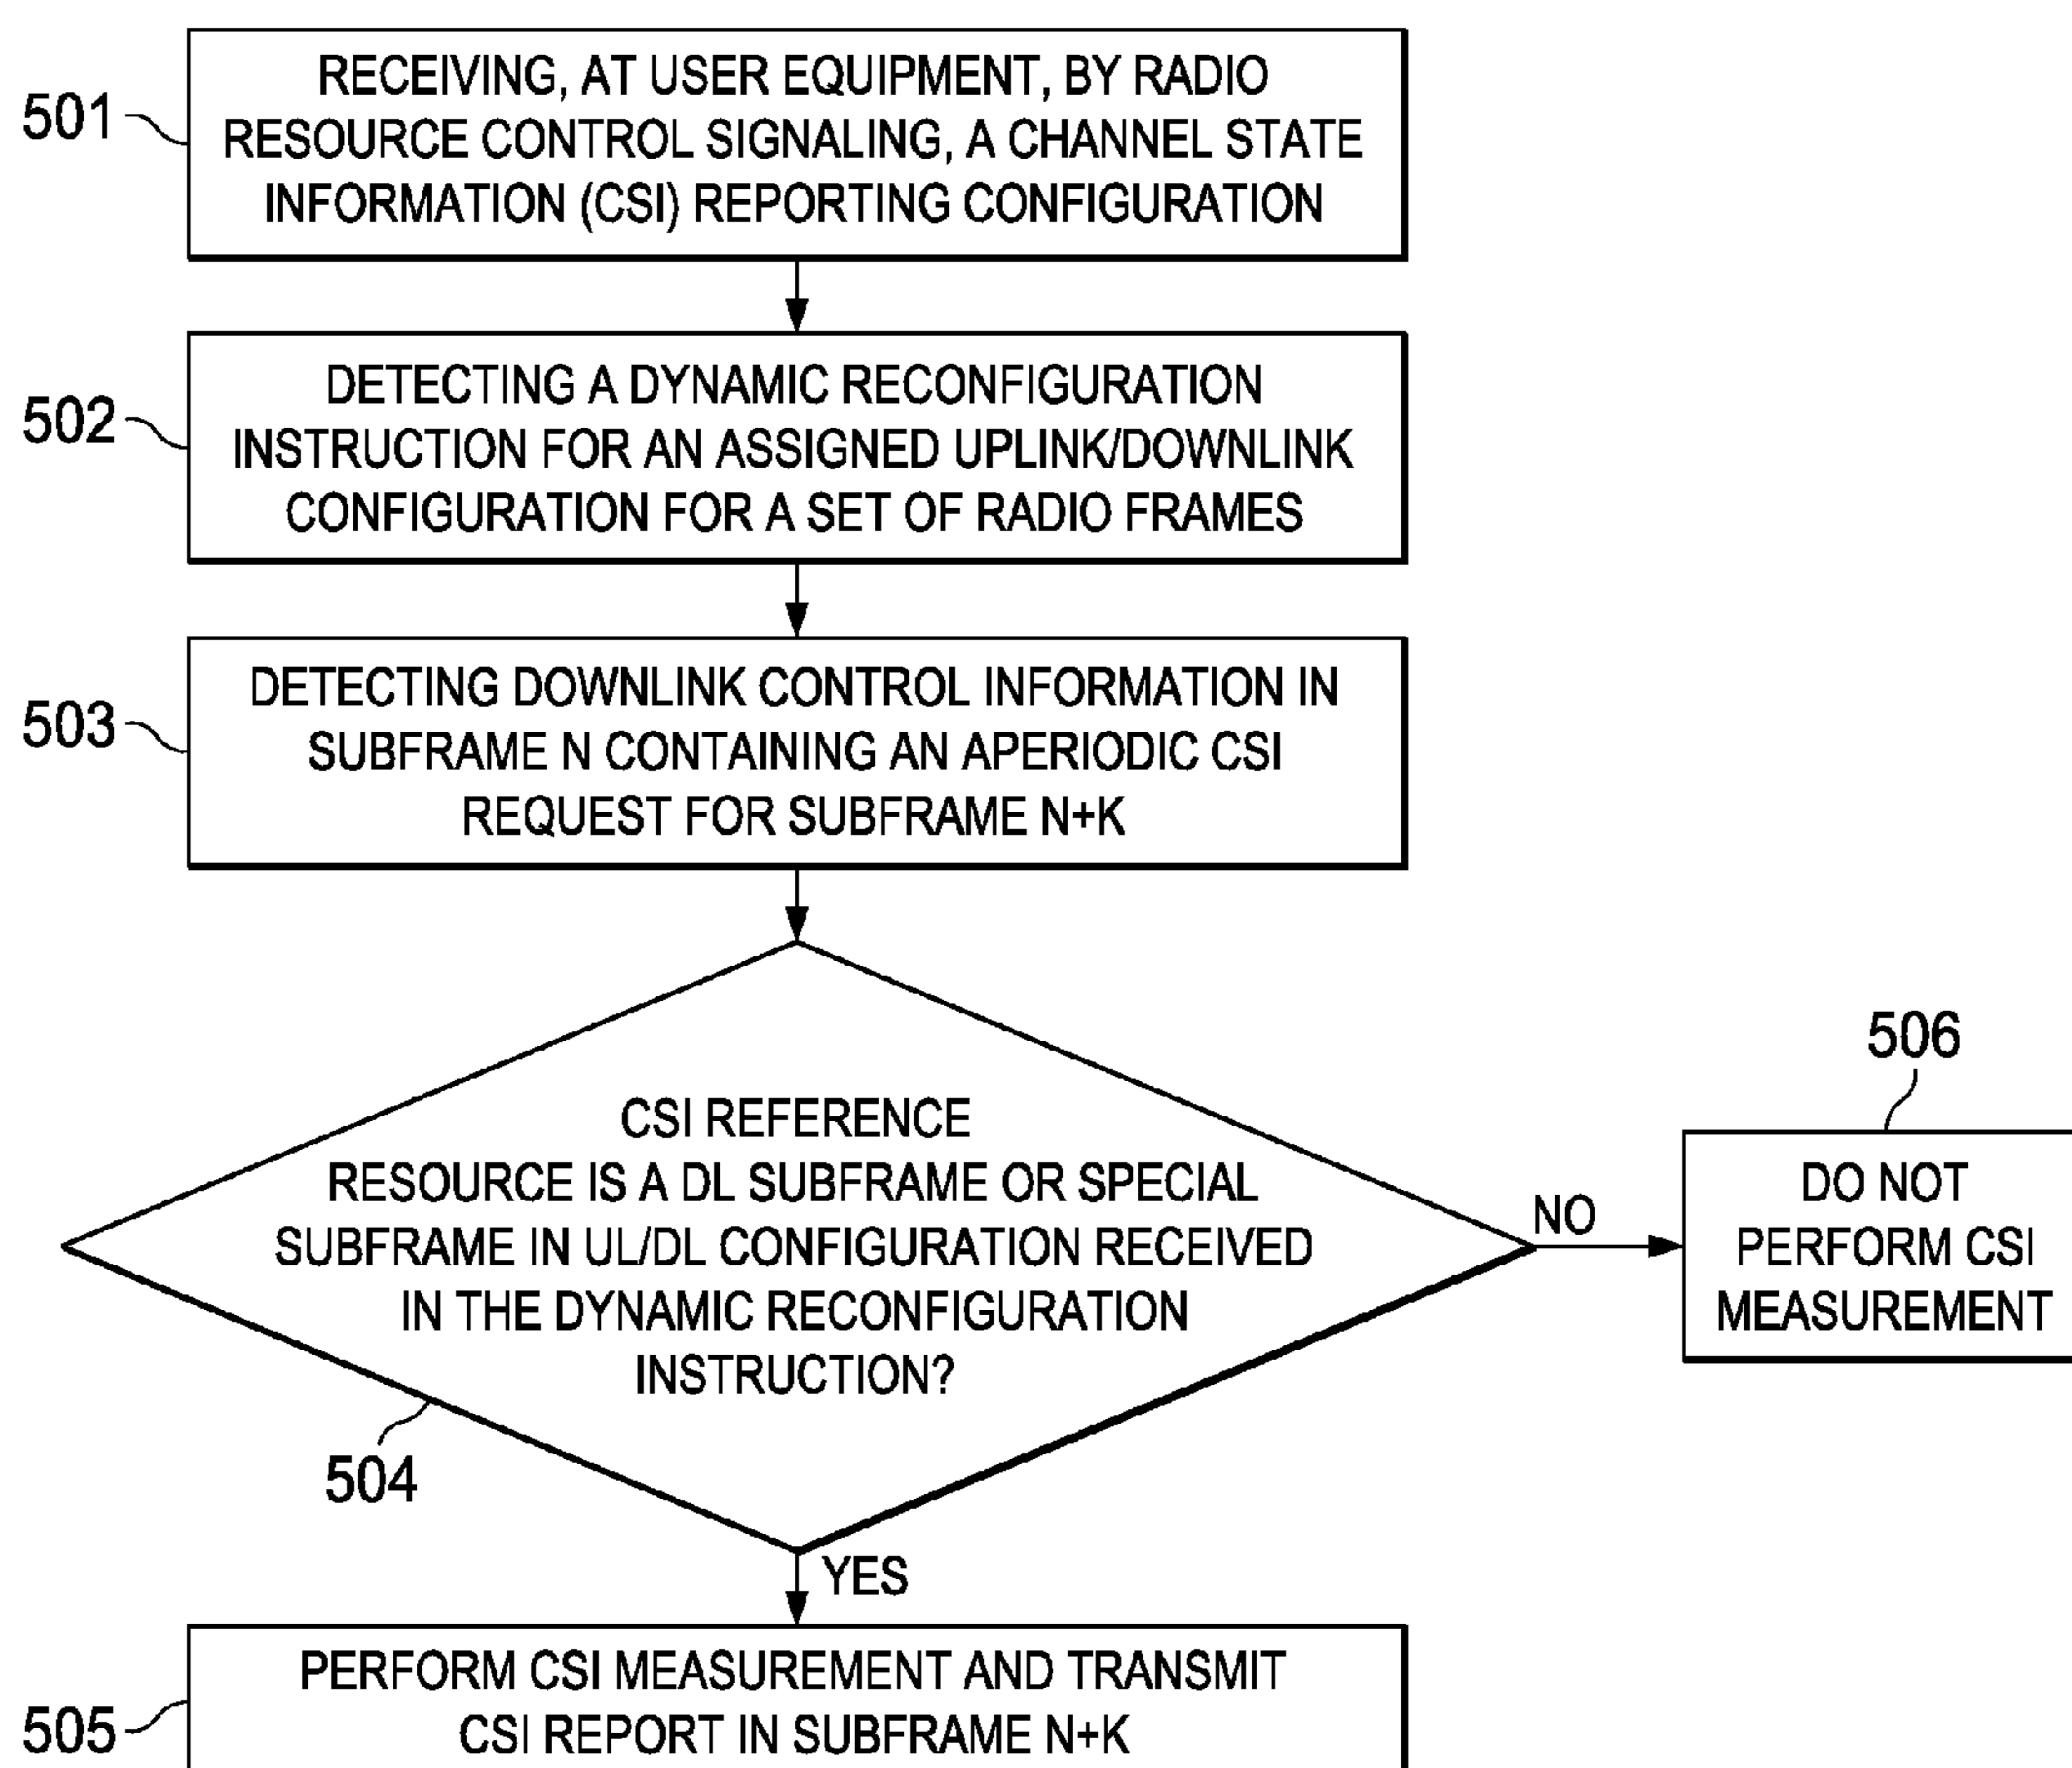 501
RECEIVING, AT USER EQUIPMENT, BY RADIO
RESOURCE CONTROL SIGNALING, A CHANNEL STATE
INFORMATION (CSI) REPORTING CONFIGURATION
502
DETECTING A DYNAMIC RECONFIGURATION
INSTRUCTION FOR AN ASSIGNED UPLINK/DOWNLINK
CONFIGURATION FOR A SET OF RADIO FRAMES
503
DETECTING DOWNLINK CONTROL INFORMATION IN
SUBFRAME N CONTAINING AN APERIODIC CSI
REQUEST FOR SUBFRAME N+K
504
CSI REFERENCE
RESOURCE IS A DL SUBFRAME OR SPECIAL
SUBFRAME IN UL/DL CONFIGURATION RECEIVED
IN THE DYNAMIC RECONFIGURATION
INSTRUCTION?
NO
506
DO NOT
PERFORM CSI
MEASUREMENT
YES
505
PERFORM CSI MEASUREMENT AND TRANSMIT
CSI REPORT IN SUBFRAME N+K